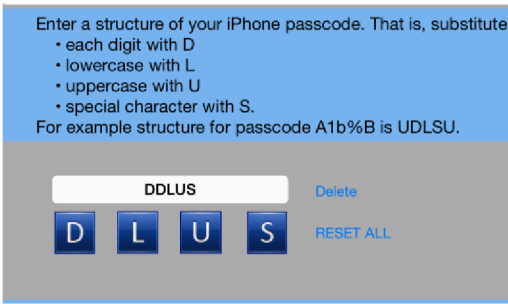 Enter a structure of your iPhone passcode. That is, substitute
• each digit with D
• lowercase with L
• uppercase with U
• special character with S.
For example structure for passcode A1b%B is UDLSU.
DDLUS Delete
D L U S RESET ALL